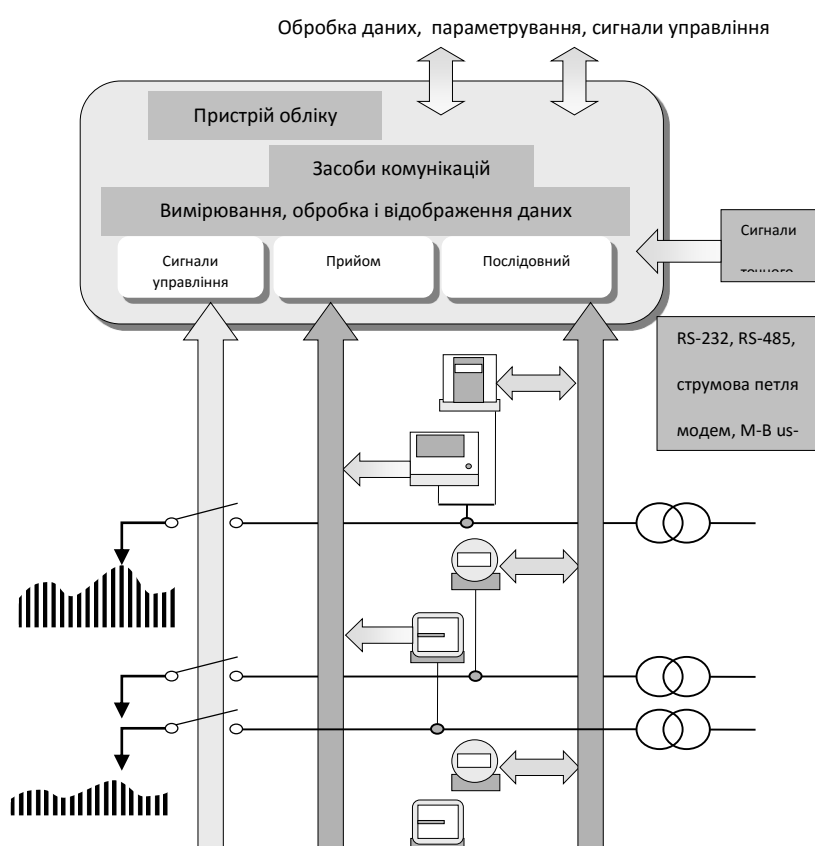 Обробка даних, параметрування, сигнали управління
Пристрій обліку
Засоби комунікацій
Вимірювання, обробка і відображення даних
Сигнали
управління
Прийом
Послідовний
Сигнали
RS-232, RS-485,
струмова петля
модем, M-B us-